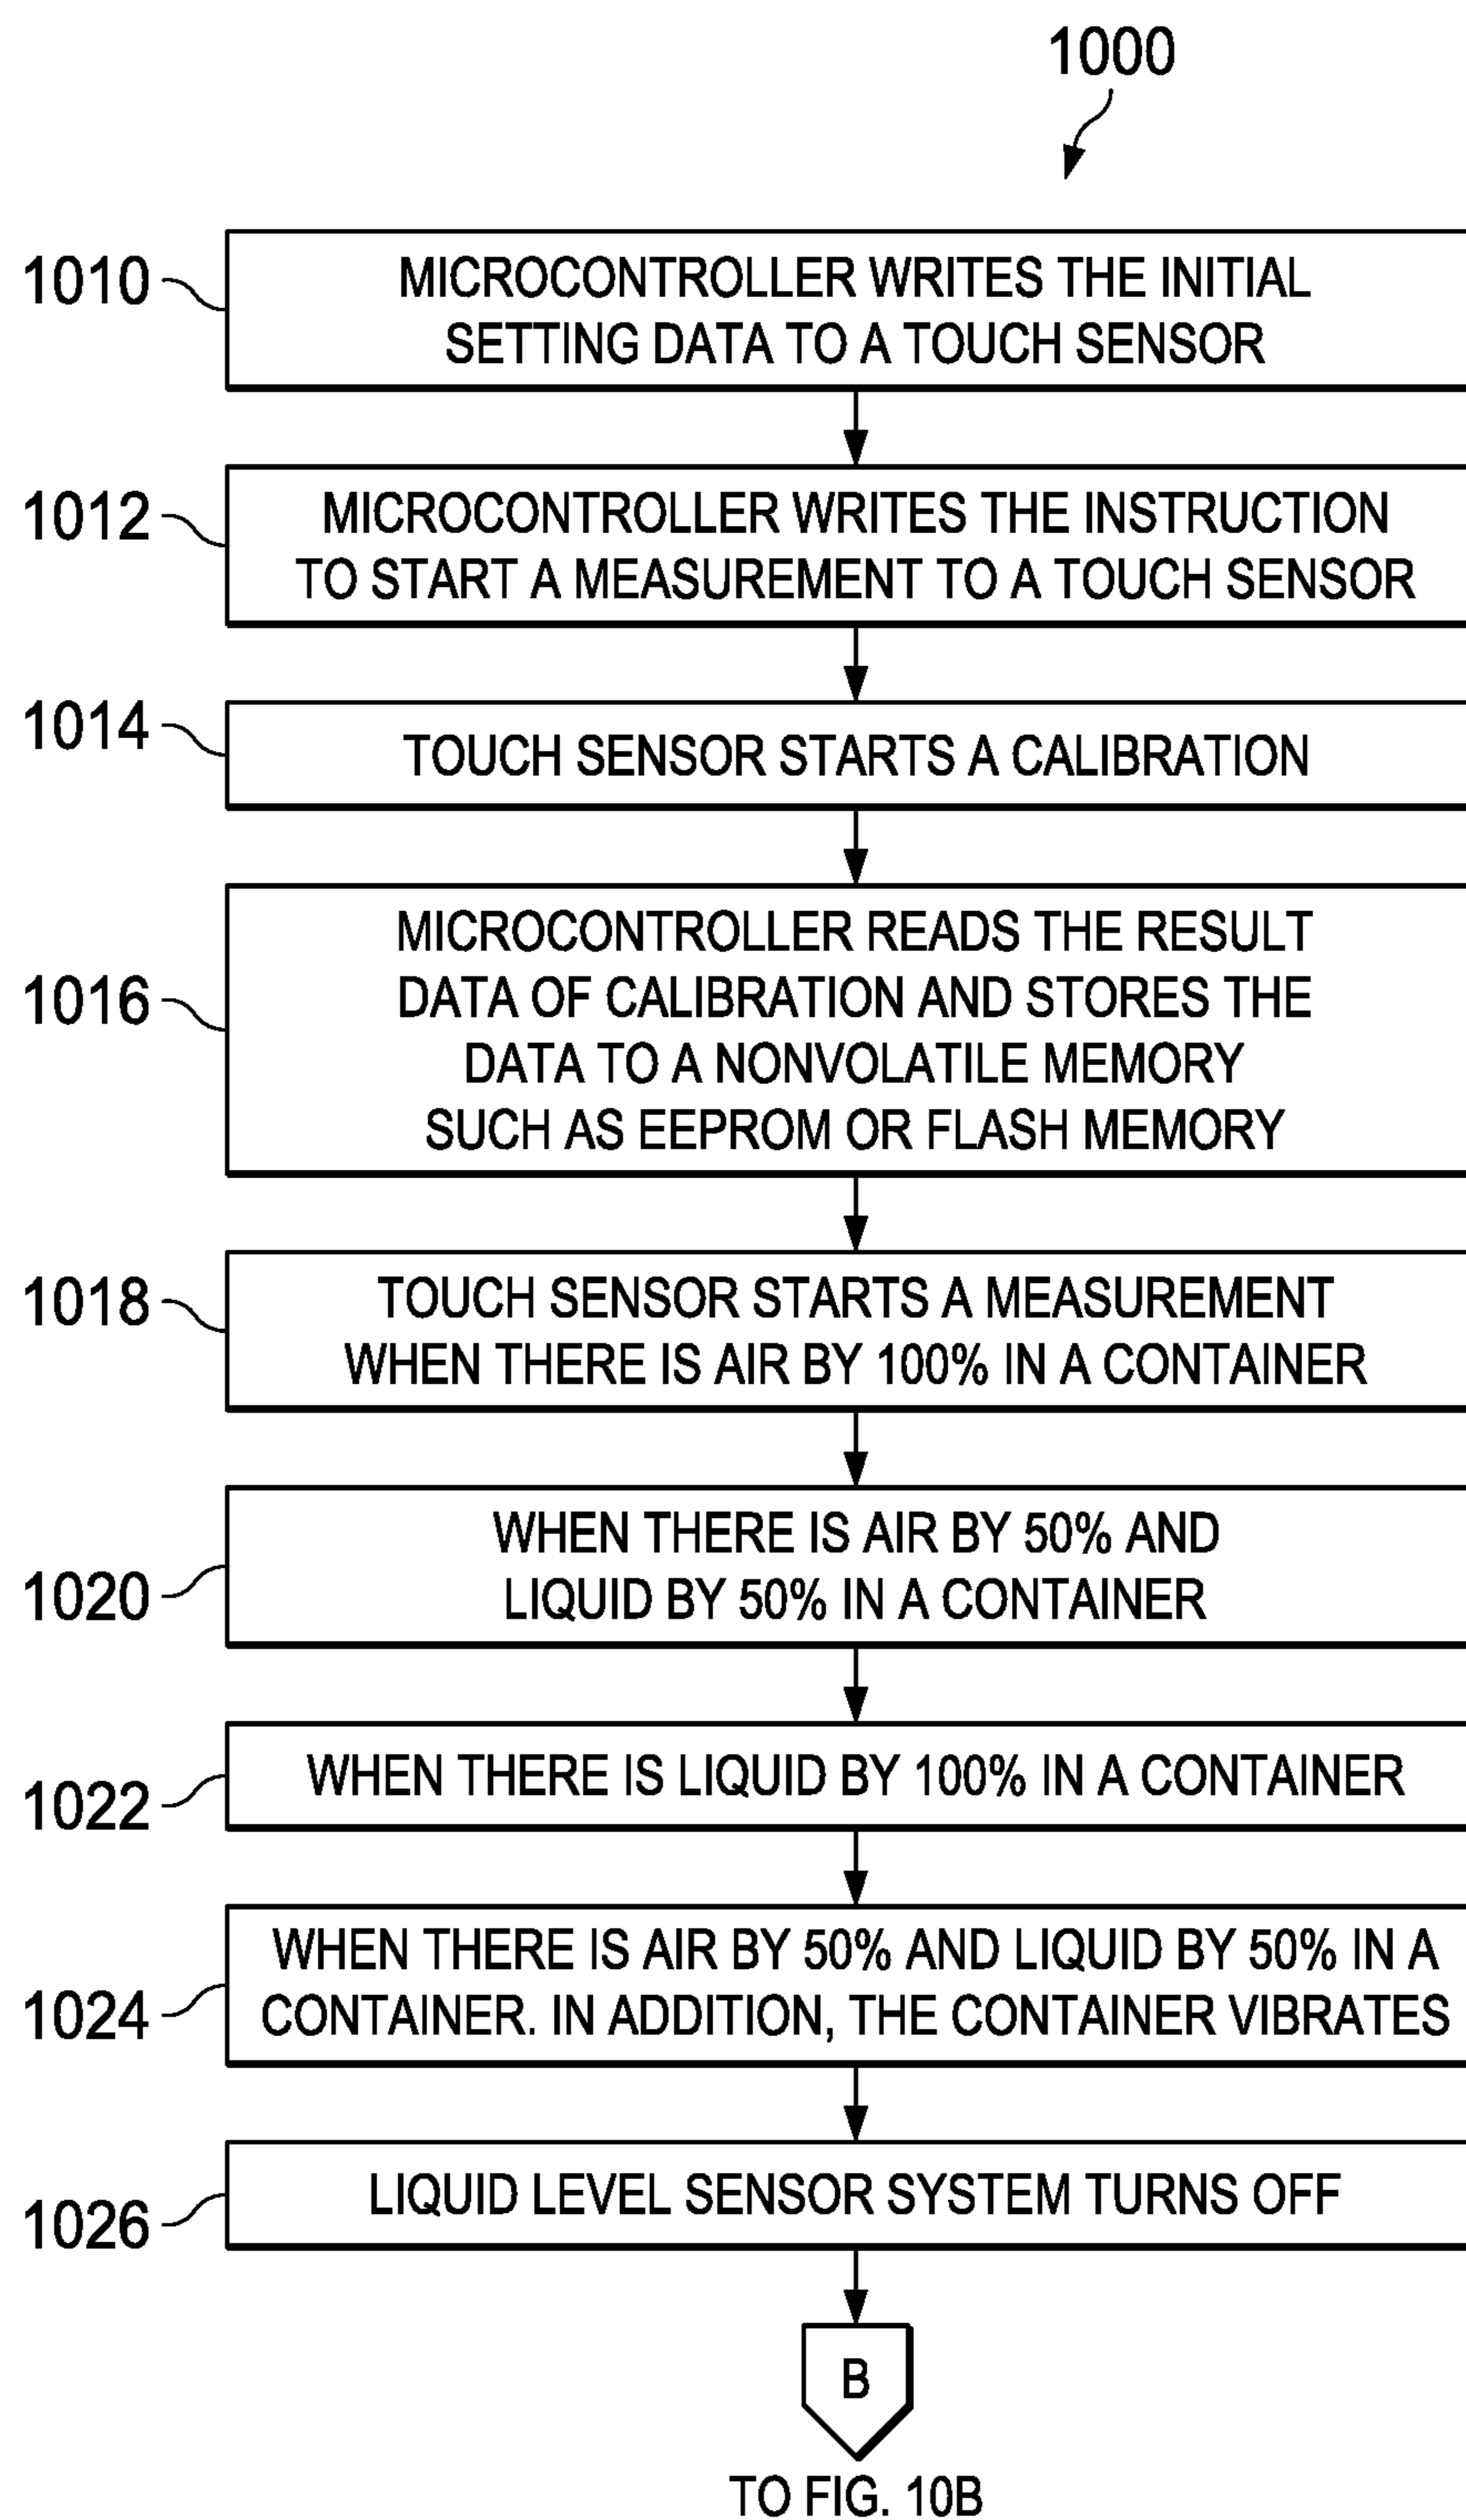 1000
1010
MICROCONTROLLER WRITES THE INITIAL
SETTING DATA TO A TOUCH SENSOR
1012
MICROCONTROLLER WRITES THE INSTRUCTION
TO START A MEASUREMENT TO A TOUCH SENSOR
1014
TOUCH SENSOR STARTS A CALIBRATION
1016
MICROCONTROLLER READS THE RESULT
DATA OF CALIBRATION AND STORES THE
DATA TO A NONVOLATILE MEMORY
SUCH AS EEPROM OR FLASH MEMORY
1018
TOUCH SENSOR STARTS A MEASUREMENT
WHEN THERE IS AIR BY 100% IN A CONTAINER
1020
WHEN THERE IS AIR BY 50% AND
LIQUID BY 50% IN A CONTAINER
1022
WHEN THERE IS LIQUID BY 100% IN A CONTAINER
1024
WHEN THERE IS AIR BY 50% AND LIQUID BY 50% IN A
CONTAINER. IN ADDITION, THE CONTAINER VIBRATES
1026
LIQUID LEVEL SENSOR SYSTEM TURNS OFF
B
TO FIG. 10B